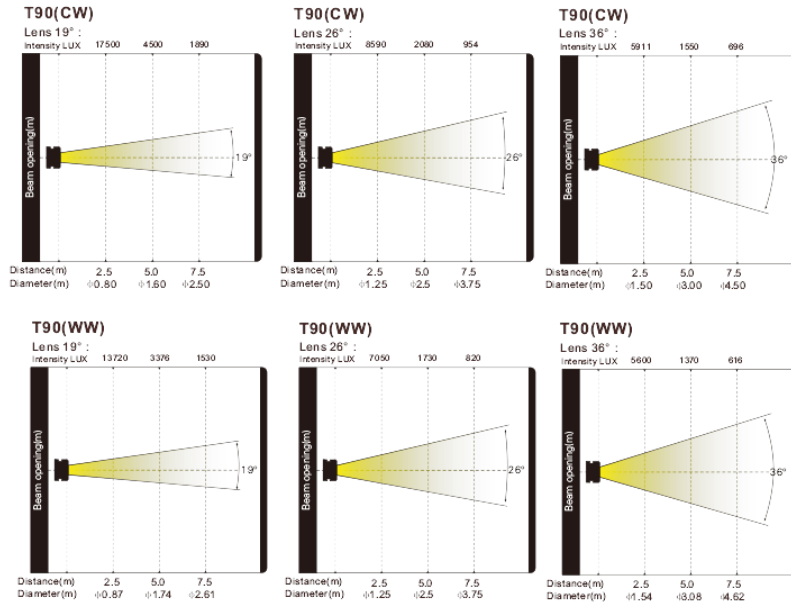 T90(CW)
Lens 19° :
Intensity LUX 17500 4500 1890
Beam opening(m)
19°
Distance(m) 2.5 5.0 7.5
Diameter(m) ϕ0.80 ϕ1.60 ϕ2.50
T90(CW)
Lens 26° :
Intensity LUX 8590 2080 954
Beam opening(m)
26°
Distance(m) 2.5 5.0 7.5
Diameter(m) ϕ1.25 ϕ2.5 ϕ3.75
T90(CW)
Lens 36° :
Intensity LUX 5911 1550 696
Beam opening(m)
36°
Distance(m) 2.5 5.0 7.5
Diameter(m) ϕ1.50 ϕ3.00 ϕ4.50
T90(WW)
Lens 19° :
Intensity LUX 13720 3376 1530
Beam opening(m)
19°
Distance(m) 2.5 5.0 7.5
Diameter(m) ϕ0.87 ϕ1.74 ϕ2.61
T90(WW)
Lens 26° :
Intensity LUX 7050 1730 820
Beam opening(m)
26°
Distance(m) 2.5 5.0 7.5
Diameter(m) ϕ1.25 ϕ2.5 ϕ3.75
T90(WW)
Lens 36° :
Intensity LUX 5600 1370 616
Beam opening(m)
36°
Distance(m) 2.5 5.0 7.5
Diameter(m) ϕ1.54 ϕ3.08 ϕ4.62